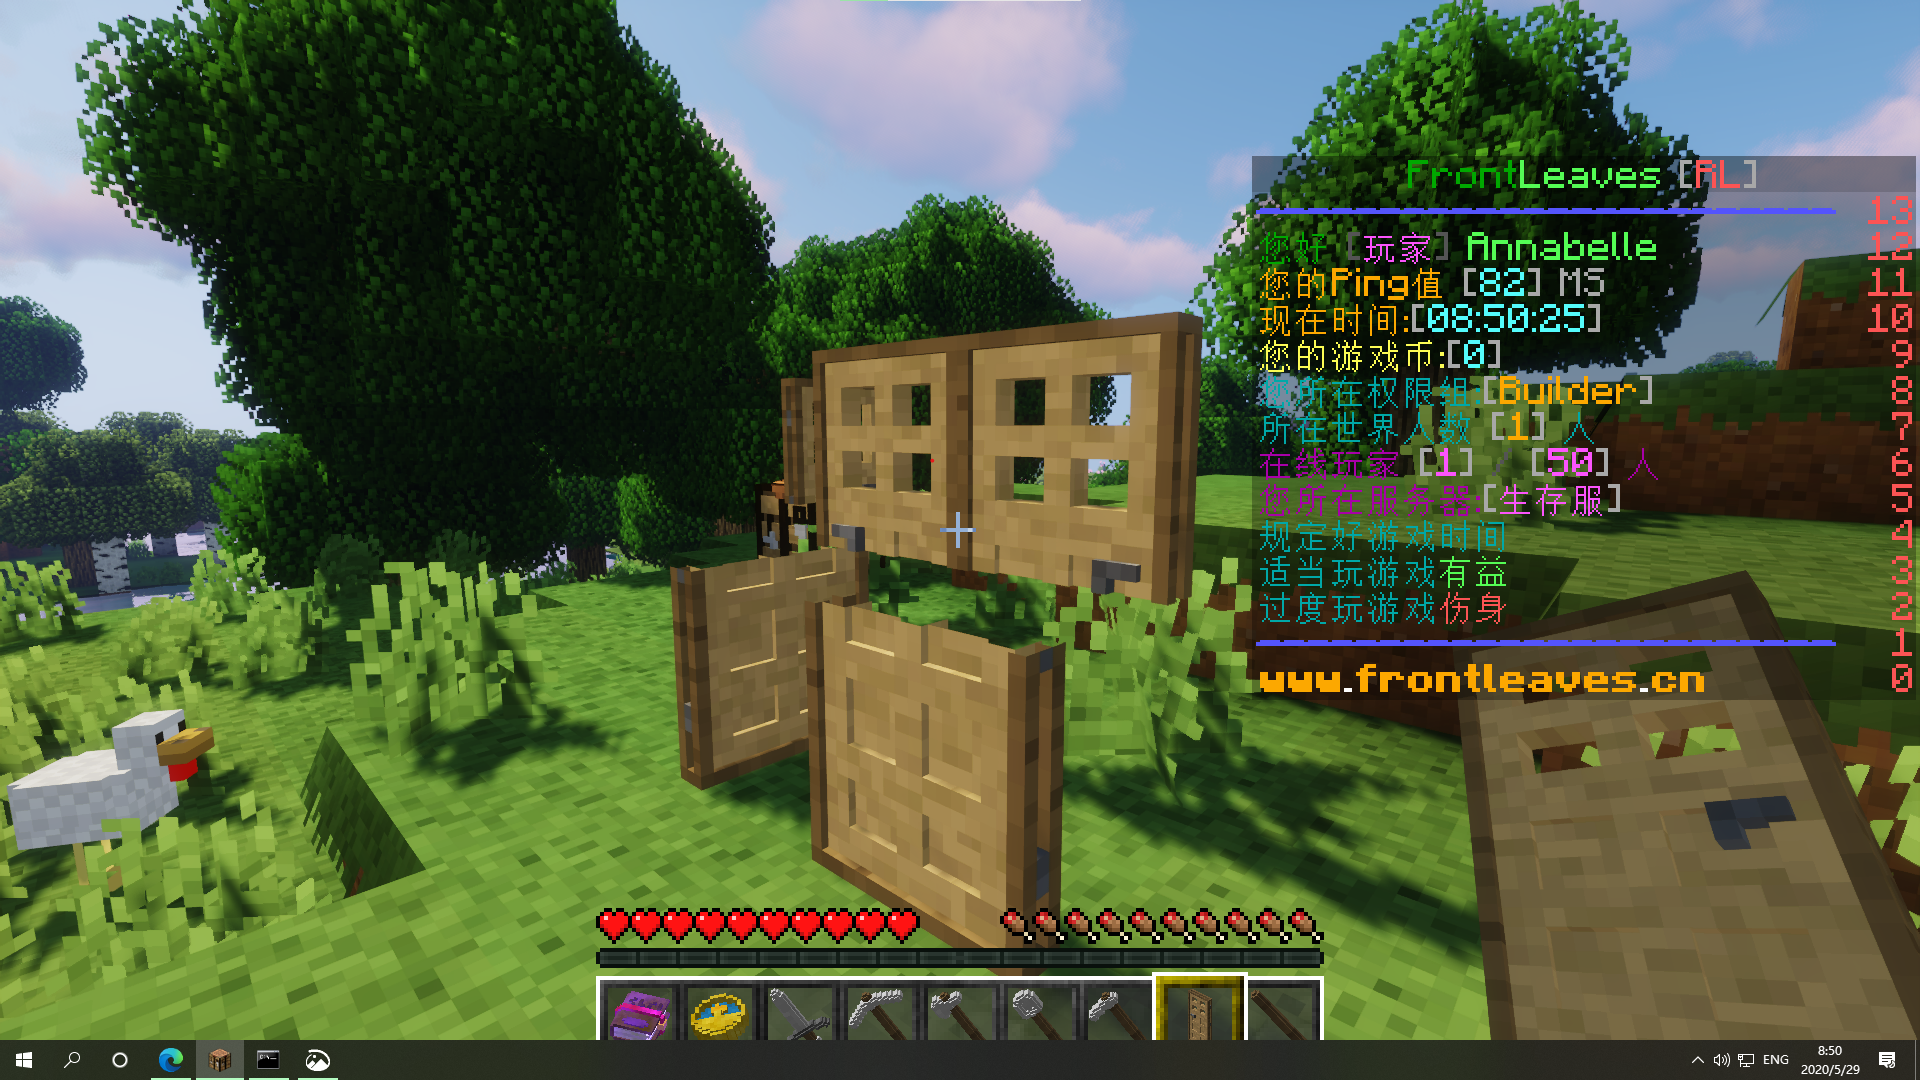 FrontLeaves [RL]
13
您好 [玩家] Annabelle 12
您的Ping值 [82] MS 11
现在时间:[08:50:25] 10
您的游戏币:[0] 9
您所在权限组:[Builder] 8
所在世界人数 [1] 人 7
在线玩家 [1] / [50] 人 6
您所在服务器:[生存服] 5
规定好游戏时间 4
适当玩游戏有益 3
过度玩游戏伤身 2
1
www.frontleaves.cn 0
ENG
8:50
2020/5/29